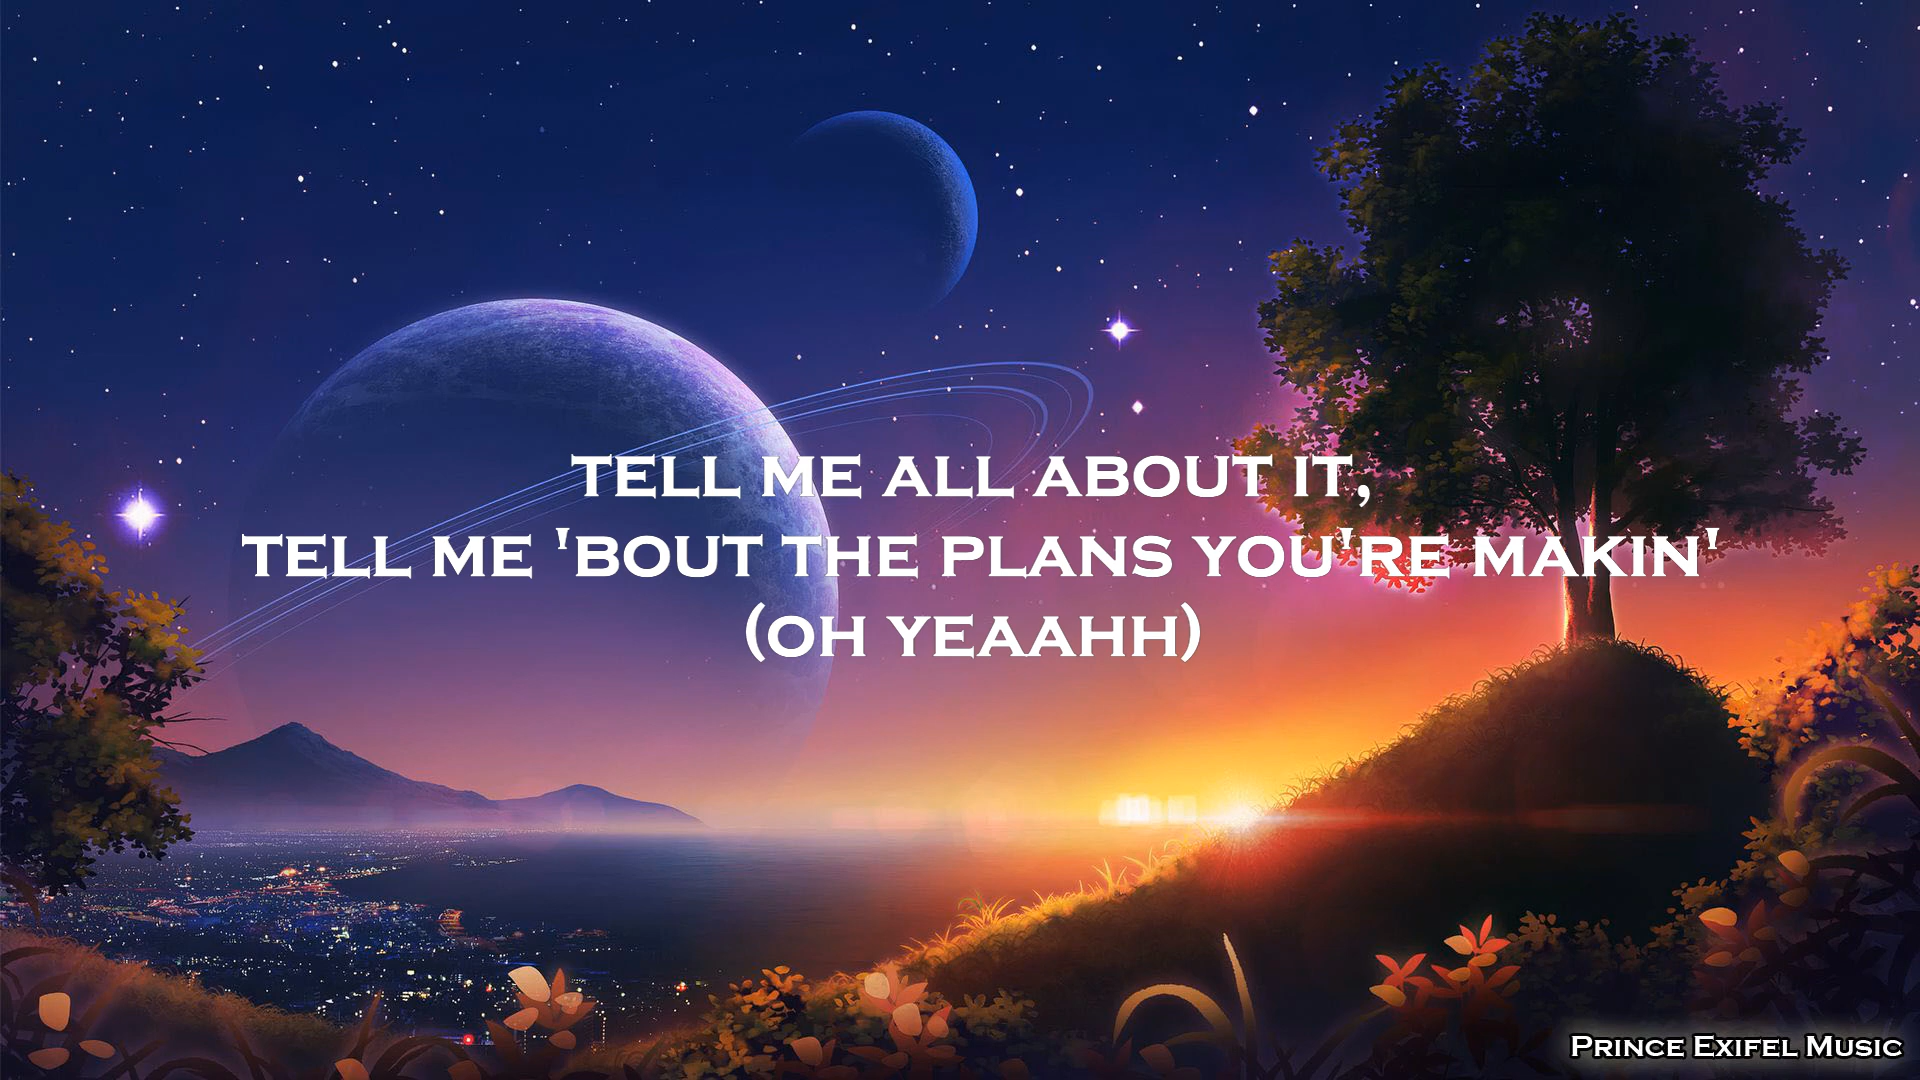 TELL ME ALL ABOUT IT,
TELL ME 'BOUT THE PLANS YOU'RE MAKIN'
(OH YEAAHH)
PRINCE EXIFEL MUSIC